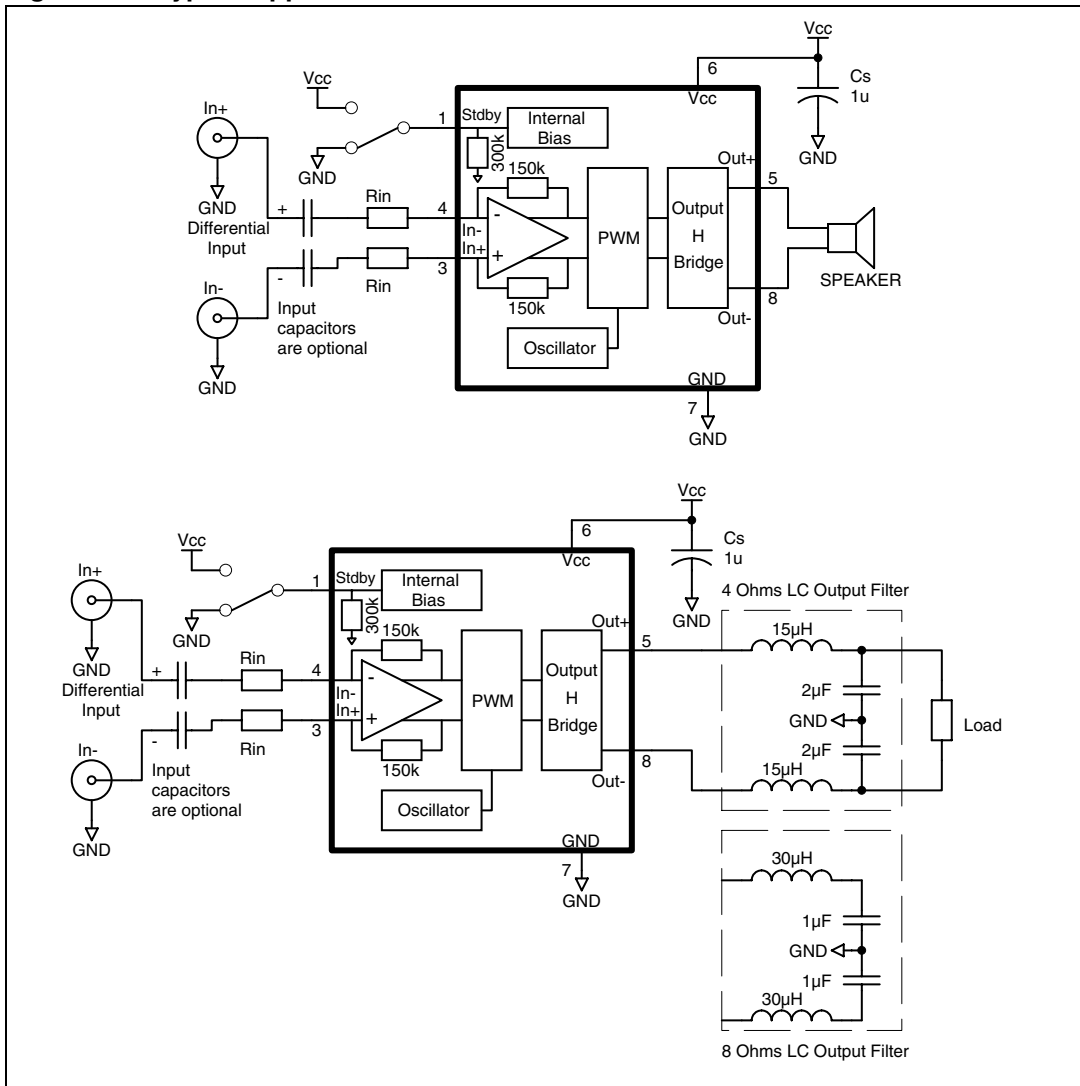 Vcc
6
Vcc
Cs
1u
GND
Vcc
In+
1
Stdby
Internal
Bias
300k
GND
150k
Out+
5
GND
Differential
Input
+
Rin
4
-
In-
In+
+
PWM
Output
H
Bridge
SPEAKER
-
Rin
3
150k
8
In-
Input
capacitors
are optional
Oscillator
Out-
GND
GND
7
GND
Vcc
6
Vcc
Cs
1u
GND
Vcc
In+
1
Stdby
Internal
Bias
300k
GND
150k
Out+
5
4 Ohms LC Output Filter
15µH
GND
Differential
Input
+
Rin
4
-
In-
In+
+
PWM
Output
H
Bridge
2µF
GND
2µF
Load
-
Rin
3
150k
8
15µH
In-
Input
capacitors
are optional
Oscillator
Out-
GND
GND
7
GND
30µH
1µF
GND
1µF
30µH
8 Ohms LC Output Filter